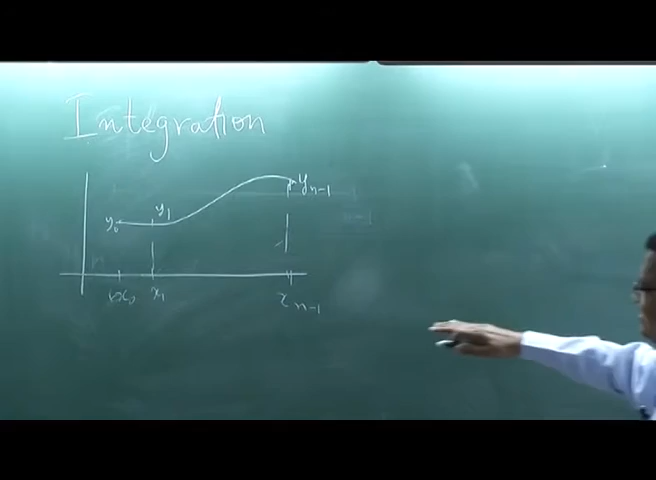 Integration
y₁
yₙ₋₁
y₀
x₀ x₁ xₙ₋₁